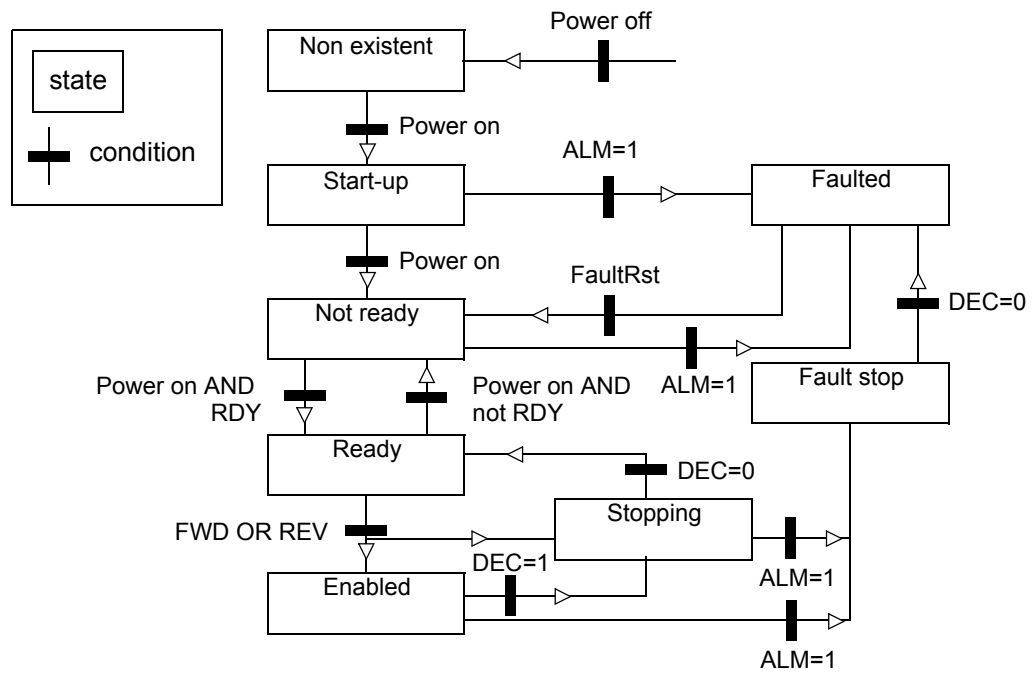 Power off
Non existent
state
Power on
condition
ALM=1
Start-up
Faulted
Power on
FaultRst
DEC=0
Not ready
ALM=1
Fault stop
Power on AND
RDY
Power on AND
not RDY
Ready
DEC=0
Stopping
FWD OR REV
DEC=1
ALM=1
Enabled
ALM=1